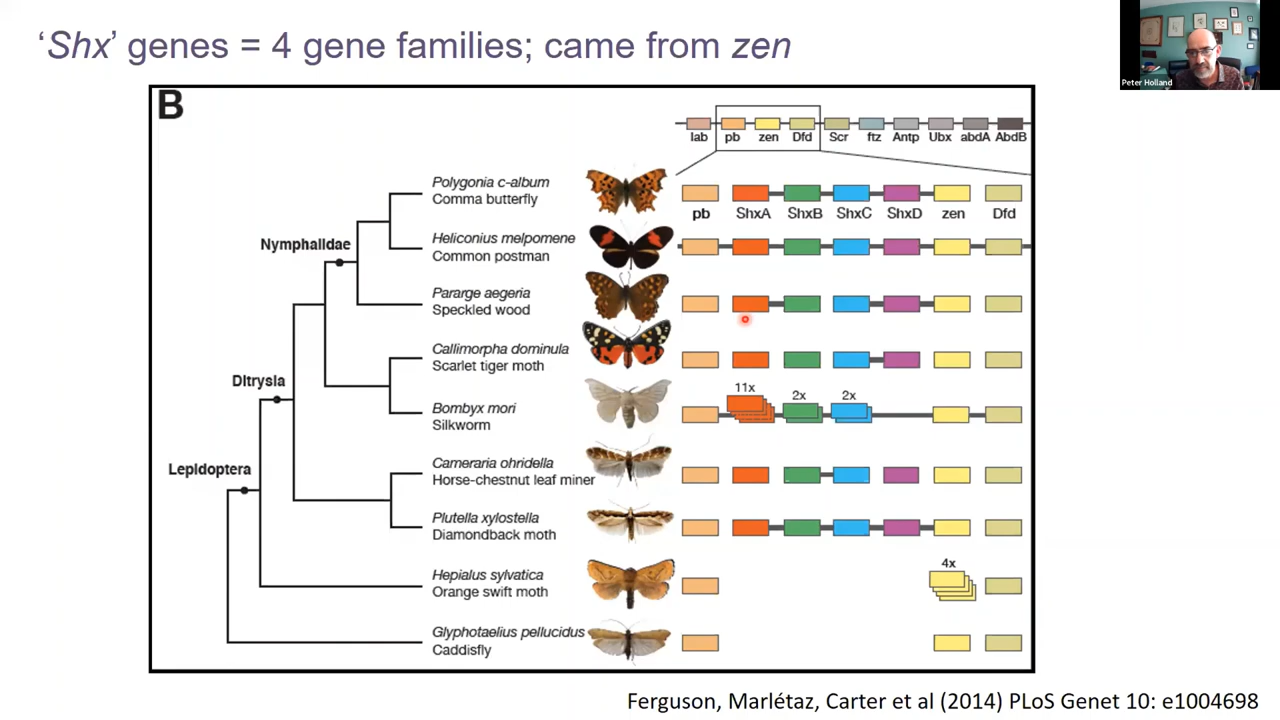 ‘Shx’ genes = 4 gene families; came from zen
Peter Holland
B
lab pb zen Dfd Scr ftz Antp Ubx abdA AbdB
Polygonia c-album
Comma butterfly
pb ShxA ShxB ShxC ShxD zen Dfd
Nymphalidae
Heliconius melpomene
Common postman
Pararge aegeria
Speckled wood
Callimorpha dominula
Scarlet tiger moth
Ditrysia
11x 2x 2x
Bombyx mori
Silkworm
Lepidoptera
Cameraria ohridella
Horse-chestnut leaf miner
Plutella xylostella
Diamondback moth
4x
Hepialus sylvatica
Orange swift moth
Glyphotaelius pellucidus
Caddisfly
Ferguson, Marlétaz, Carter et al (2014) PLoS Genet 10: e1004698